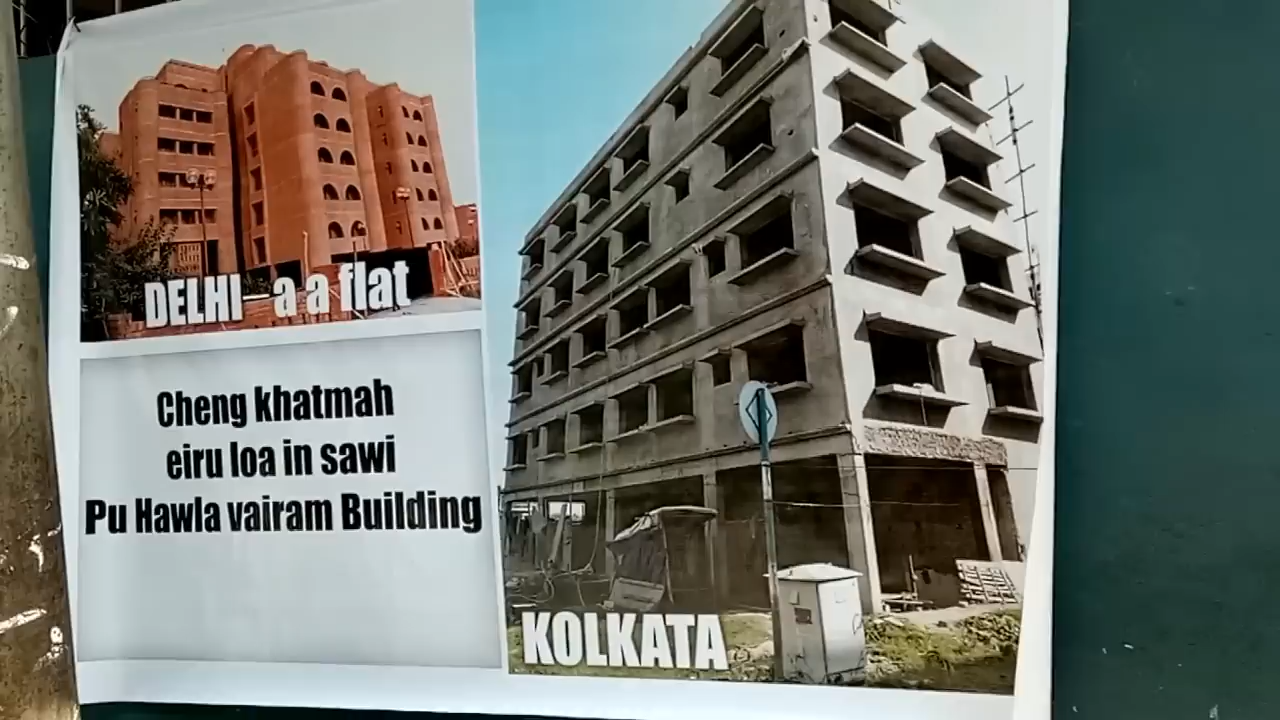 DELHI a a flat
Cheng khatmah
eiru loa in sawi
Pu Hawla vairam Building
KOLKATA